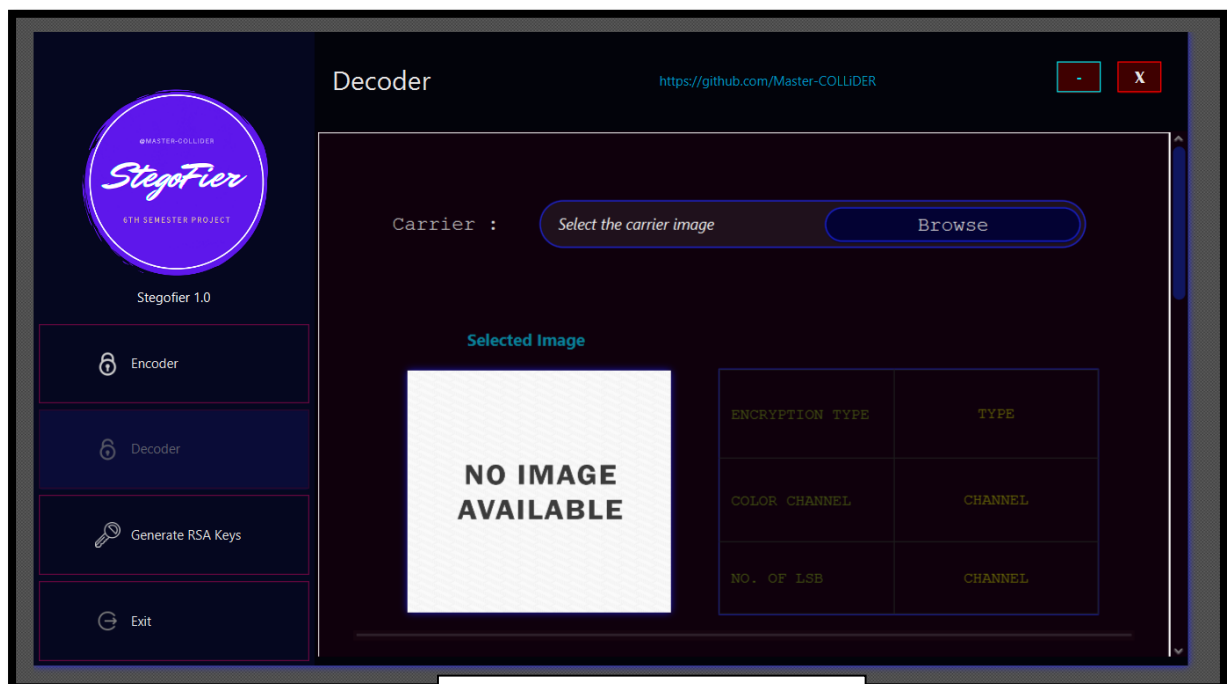 @MASTER-COLLIDER
StegoFier
6TH SEMESTER PROJECT
Stegofier 1.0
Encoder
Decoder
Generate RSA Keys
Exit
Decoder
https://github.com/Master-COLLiDER
-
X
Carrier :
Select the carrier image
Browse
Selected Image
NO IMAGE
AVAILABLE
ENCRYPTION TYPE
TYPE
COLOR CHANNEL
CHANNEL
NO. OF LSB
CHANNEL